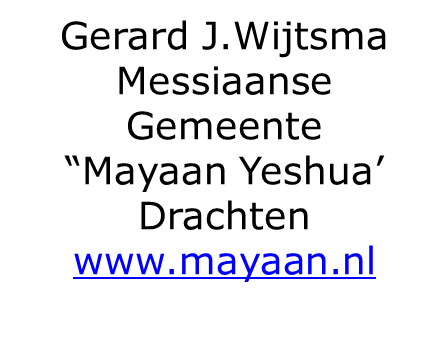 Gerard J.Wijtsma
Messiaanse
Gemeente
“Mayaan Yeshua’
Drachten
www.mayaan.nl